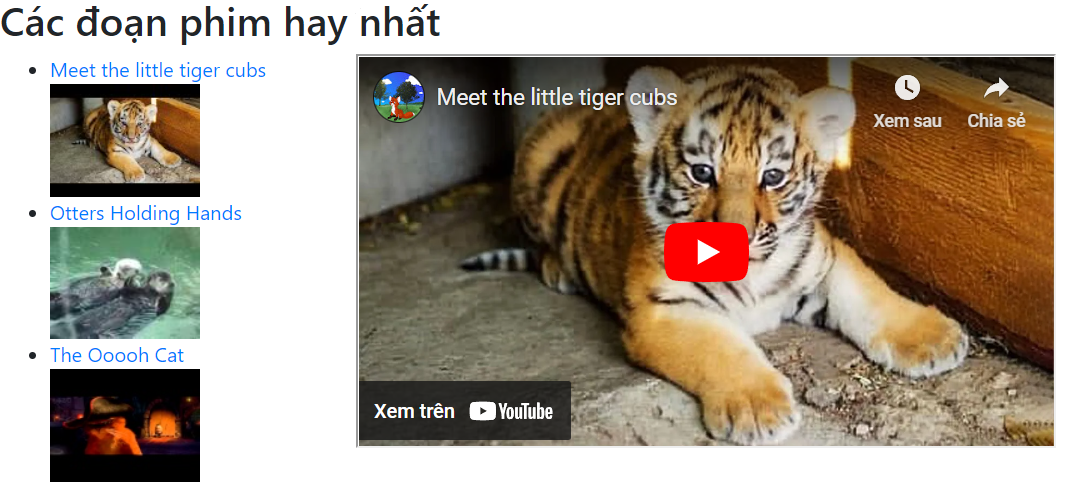 Các đoạn phim hay nhất
Meet the little tiger cubs
Otters Holding Hands
The Ooooh Cat
Meet the little tiger cubs
Xem sau
Chia sẻ
Xem trên YouTube